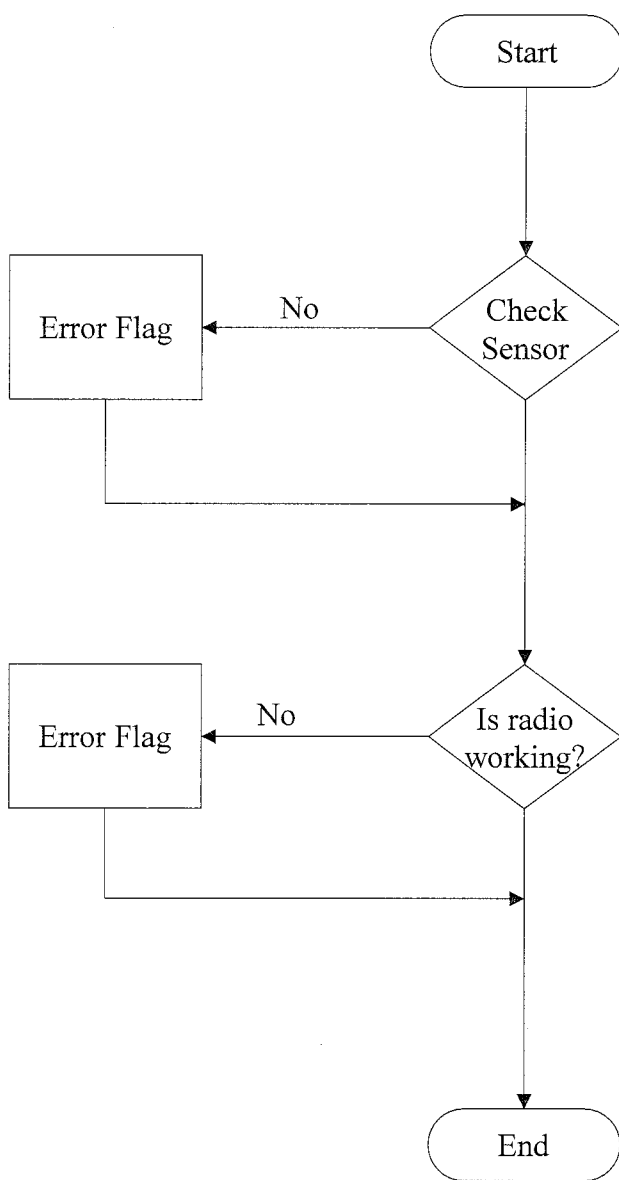 Start
Check
Sensor
No
Error Flag
Is radio
working?
No
Error Flag
End